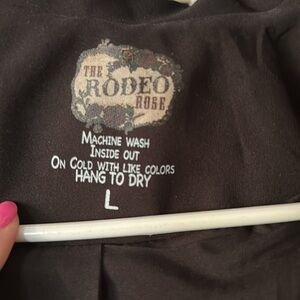 THE
RODEO
ROSE
MACHINE WASH
INSIDE OUT
ON COLD WITH LIKE COLORS
HANG TO DRY
L